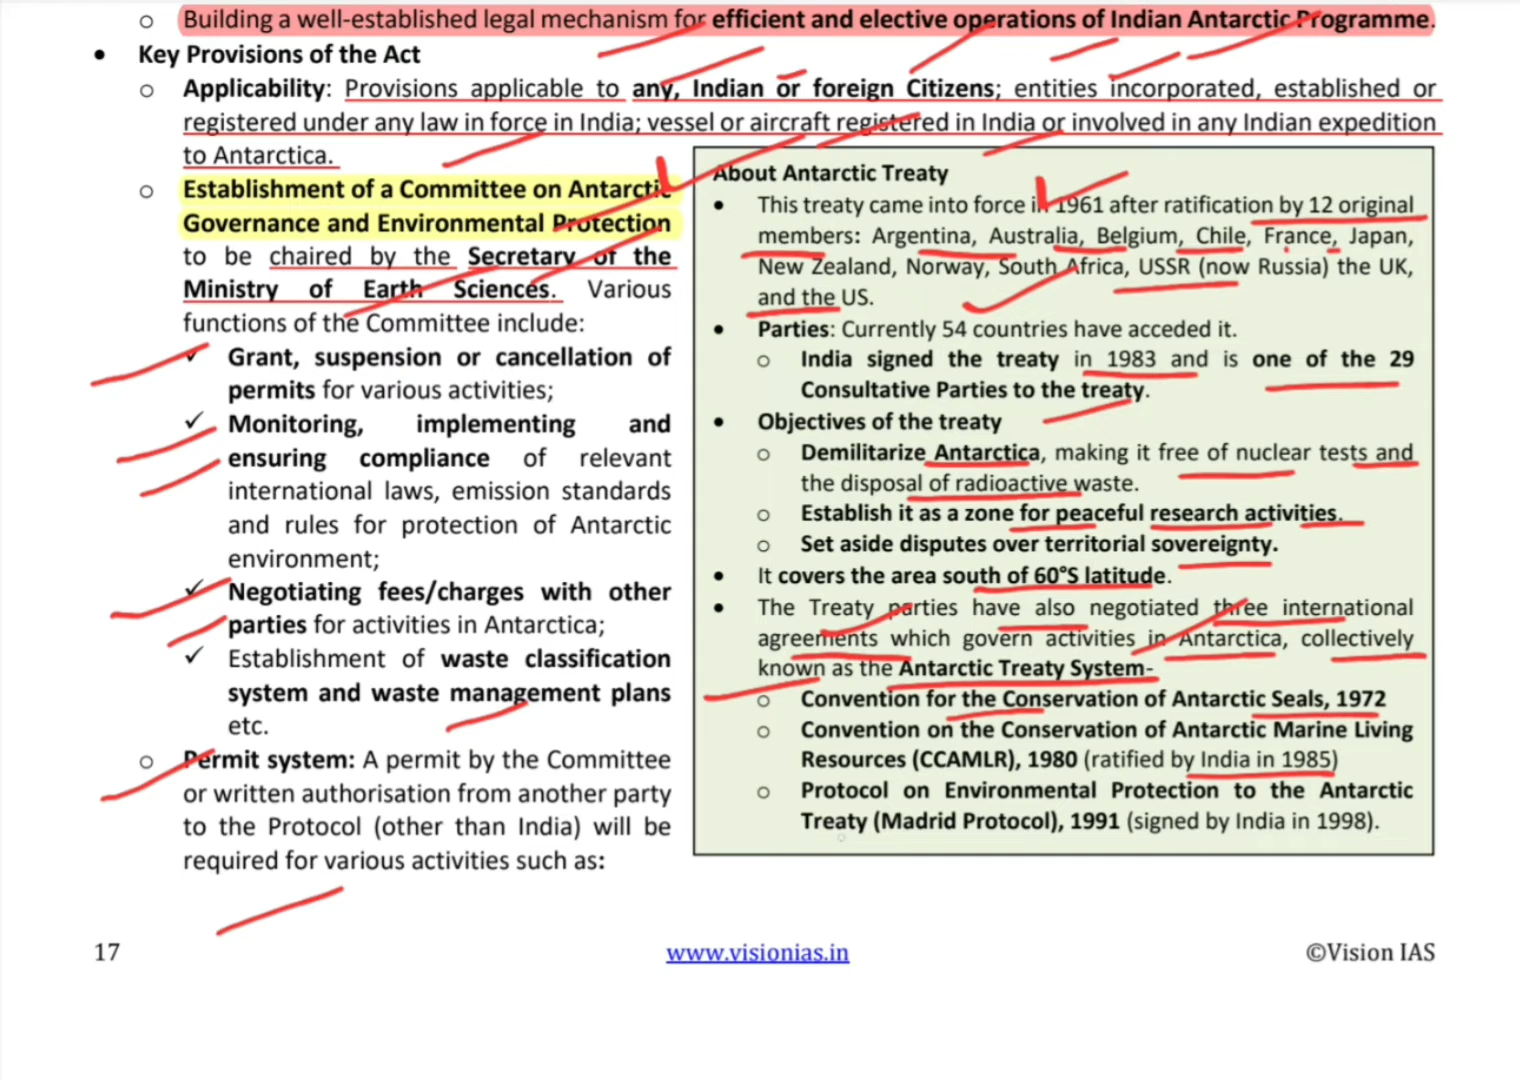 o Building a well-established legal mechanism for efficient and elective operations of Indian Antarctic Programme.
• Key Provisions of the Act
o Applicability: Provisions applicable to any, Indian or foreign Citizens; entities incorporated, established or
registered under any law in force in India; vessel or aircraft registered in India or involved in any Indian expedition
to Antarctica.
o Establishment of a Committee on Antarctic
Governance and Environmental Protection
to be chaired by the Secretary of the
Ministry of Earth Sciences. Various
functions of the Committee include:
✓ Grant, suspension or cancellation of
permits for various activities;
✓ Monitoring, implementing and
ensuring compliance of relevant
international laws, emission standards
and rules for protection of Antarctic
environment;
✓ Negotiating fees/charges with other
parties for activities in Antarctica;
✓ Establishment of waste classification
system and waste management plans
etc.
o Permit system: A permit by the Committee
or written authorisation from another party
to the Protocol (other than India) will be
required for various activities such as:
About Antarctic Treaty
• This treaty came into force in 1961 after ratification by 12 original
members: Argentina, Australia, Belgium, Chile, France, Japan,
New Zealand, Norway, South Africa, USSR (now Russia) the UK,
and the US.
• Parties: Currently 54 countries have acceded it.
o India signed the treaty in 1983 and is one of the 29
Consultative Parties to the treaty.
• Objectives of the treaty
o Demilitarize Antarctica, making it free of nuclear tests and
the disposal of radioactive waste.
o Establish it as a zone for peaceful research activities.
o Set aside disputes over territorial sovereignty.
• It covers the area south of 60°S latitude.
• The Treaty parties have also negotiated three international
agreements which govern activities in Antarctica, collectively
known as the Antarctic Treaty System-
o Convention for the Conservation of Antarctic Seals, 1972
o Convention on the Conservation of Antarctic Marine Living
Resources (CCAMLR), 1980 (ratified by India in 1985)
o Protocol on Environmental Protection to the Antarctic
Treaty (Madrid Protocol), 1991 (signed by India in 1998).
17 www.visionias.in ©Vision IAS